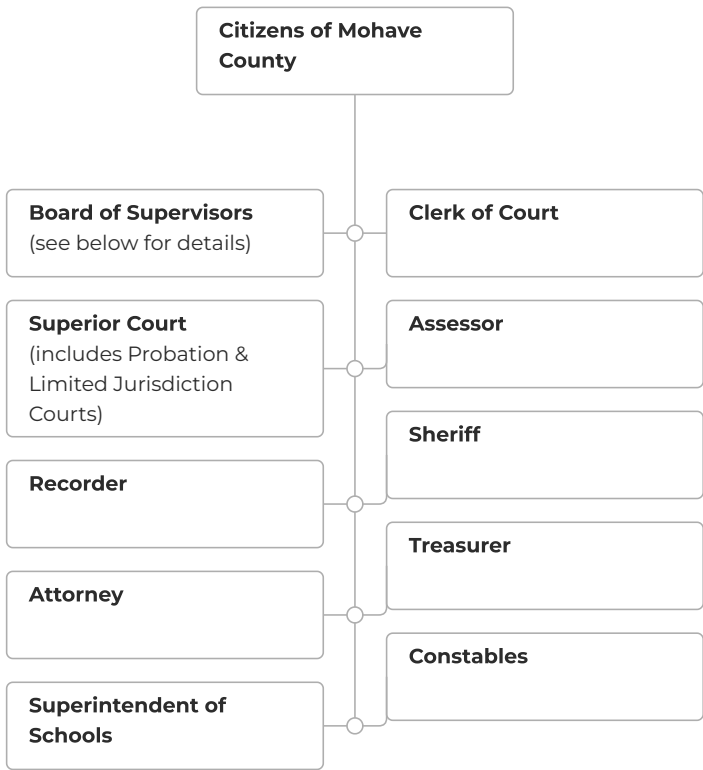 Citizens of Mohave
County
Board of Supervisors
(see below for details)
Clerk of Court
Superior Court
(includes Probation &
Limited Jurisdiction
Courts)
Assessor
Recorder
Sheriff
Attorney
Treasurer
Superintendent of
Schools
Constables